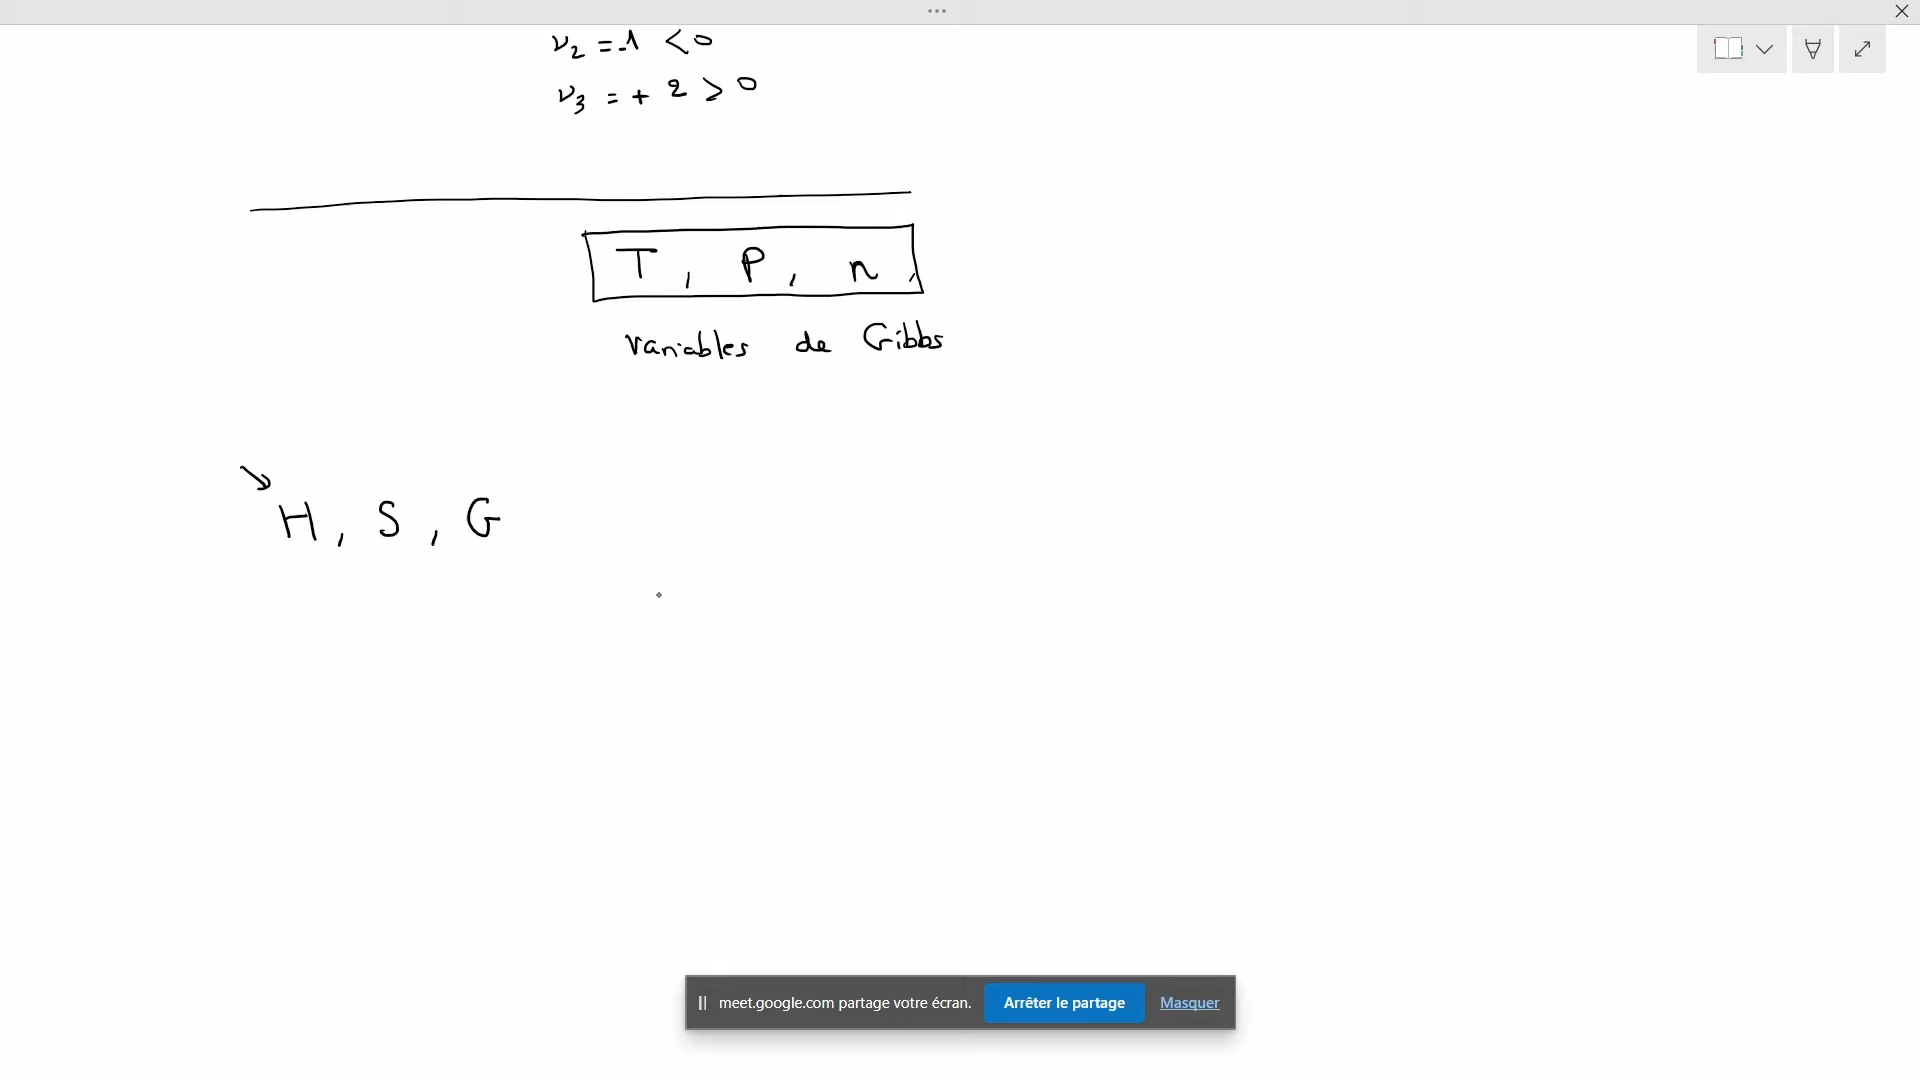 ν₂ = -1 < 0
ν₃ = + 2 > 0
T, P, n,
variables de Gibbs
H, S, G
meet.google.com partage votre écran. Arrêter le partage Masquer